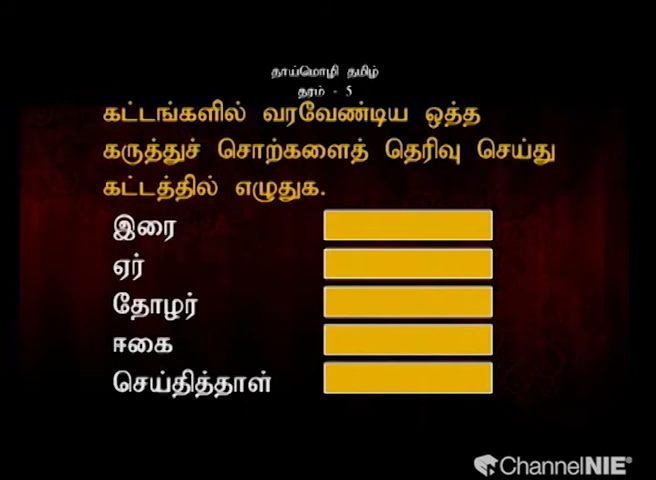 தாய்மொழி தமிழ்
தரம் - 5
கட்டங்களில் வரவேண்டிய ஒத்த
கருத்துச் சொற்களைத் தெரிவு செய்து
கட்டத்தில் எழுதுக.
இரை
ஏர்
தோழர்
ஈகை
செய்தித்தாள்
ChannelNIE®